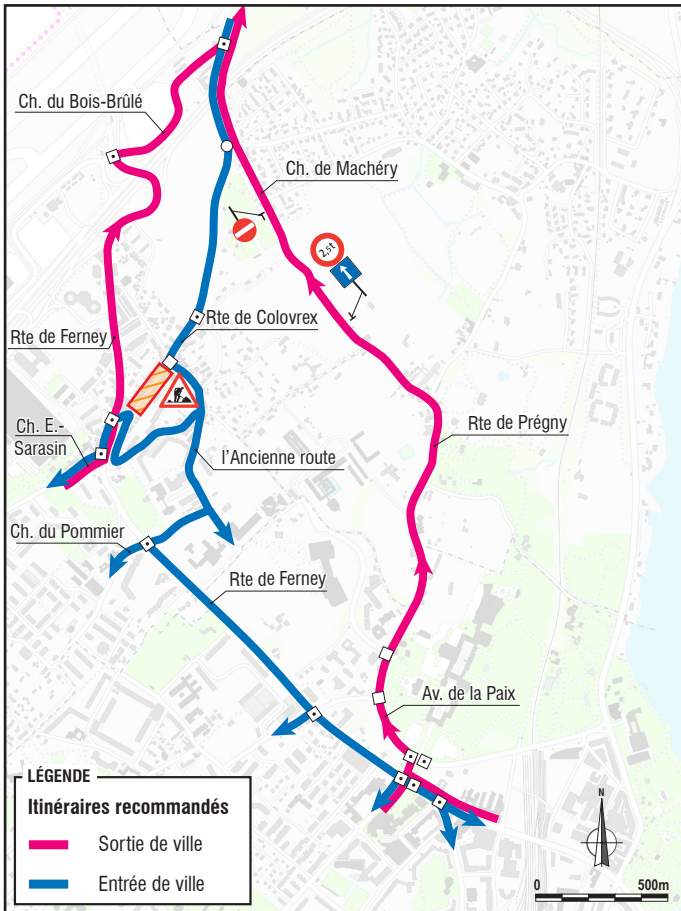 Ch. du Bois-Brûlé
Ch. de Machéry
2,5t
Rte de Ferney
Rte de Colovrex
Ch. E.-
Sarasin
Rte de Prégny
l'Ancienne route
Ch. du Pommier
Rte de Ferney
Av. de la Paix
LÉGENDE
Itinéraires recommandés
Sortie de ville
Entrée de ville
N
0 500m